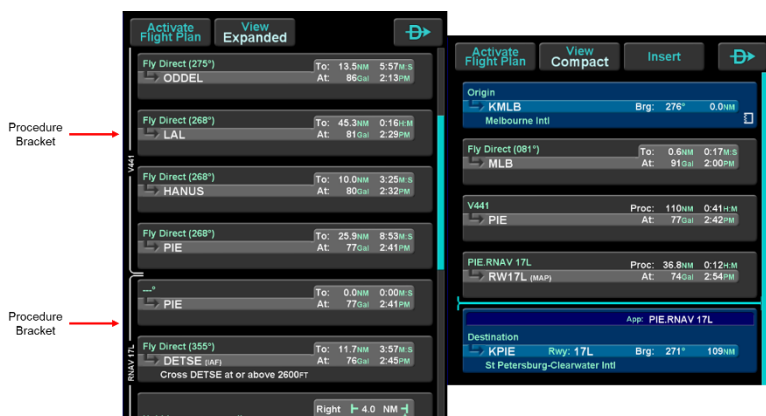 Activate
Flight Plan
View
Expanded
Fly Direct (275°)
ODDEL
To: 13.5NM 5:57M:S
At: 86Gal 2:13PM
Procedure
Bracket
Fly Direct (268°)
LAL
To: 45.3NM 0:16H:M
At: 81Gal 2:29PM
V441
Fly Direct (268°)
HANUS
To: 10.0NM 3:25M:S
At: 80Gal 2:32PM
Fly Direct (268°)
PIE
To: 25.9NM 8:53M:S
At: 77Gal 2:41PM
Procedure
Bracket
---°
PIE
To: 0.0NM 0:00M:S
At: 77Gal 2:41PM
RNAV 17L
Fly Direct (355°)
DETSE (IAF)
To: 11.7NM 3:57M:S
At: 76Gal 2:45PM
Cross DETSE at or above 2600FT
Right 4.0 NM
Activate
Flight Plan
View
Compact
Insert
Origin
KMLB Brg: 276° 0.0NM
Melbourne Intl
Fly Direct (081°)
MLB
To: 0.6NM 0:17M:S
At: 91Gal 2:00PM
V441
PIE
Proc: 110NM 0:41H:M
At: 77Gal 2:42PM
PIE.RNAV 17L
RW17L (MAP)
Proc: 36.8NM 0:12H:M
At: 74Gal 2:54PM
App: PIE.RNAV 17L
Destination
KPIE Rwy: 17L Brg: 271° 109NM
St Petersburg-Clearwater Intl